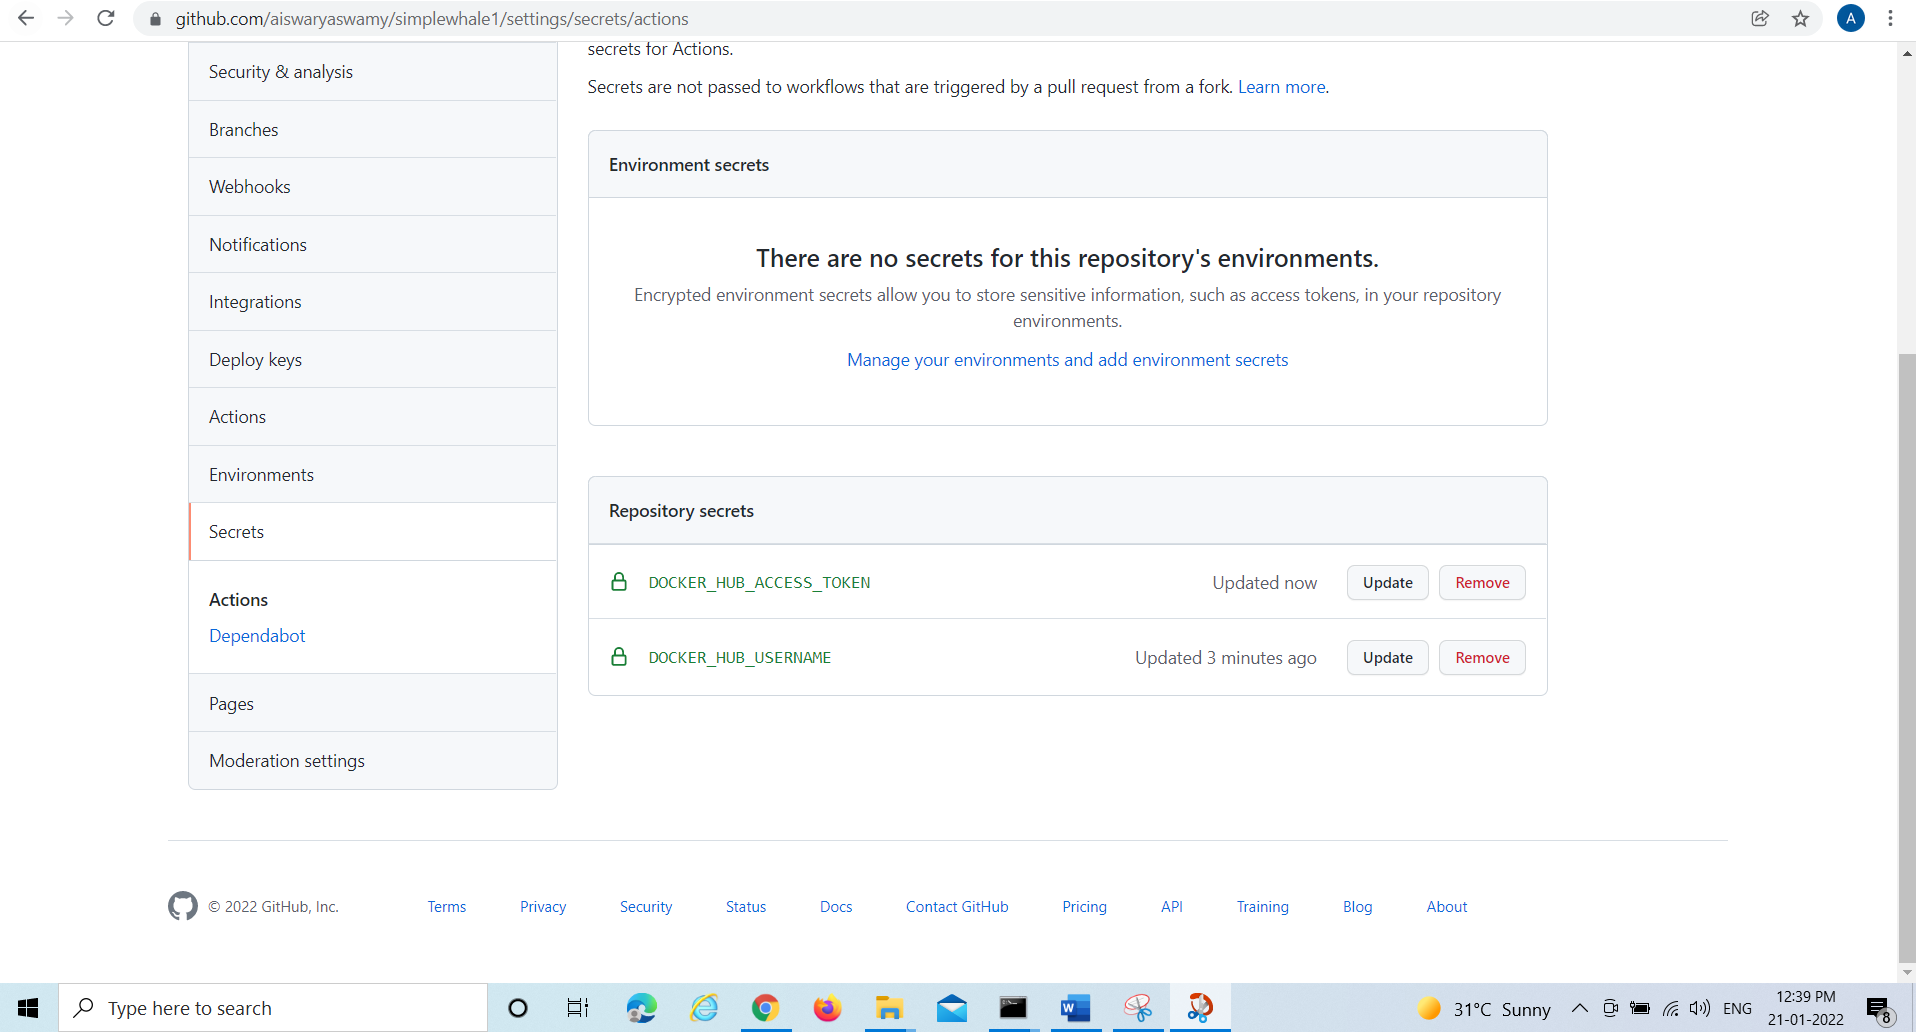 github.com/aiswaryaswamy/simplewhale1/settings/secrets/actions
A
Security & analysis
Branches
Webhooks
Notifications
Integrations
Deploy keys
Actions
Environments
Secrets
Actions
Dependabot
Pages
Moderation settings
secrets for Actions.
Secrets are not passed to workflows that are triggered by a pull request from a fork. Learn more.
Environment secrets
There are no secrets for this repository's environments.
Encrypted environment secrets allow you to store sensitive information, such as access tokens, in your repository
environments.
Manage your environments and add environment secrets
Repository secrets
DOCKER_HUB_ACCESS_TOKEN Updated now Update Remove
DOCKER_HUB_USERNAME Updated 3 minutes ago Update Remove
© 2022 GitHub, Inc. Terms Privacy Security Status Docs Contact GitHub Pricing API Training Blog About
Type here to search
W
31°C Sunny
ENG
12:39 PM
21-01-2022
8